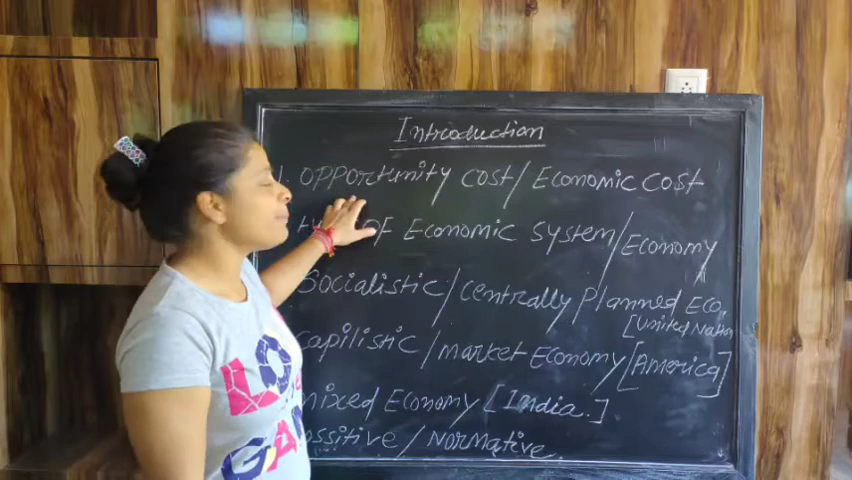 Introduction
1. Opportunity cost/Economic Cost
OF Economic System/Economy
Socialistic/centrally Planned Eco.
[United Nation
capilistic/market Economy [America]
mixed Economy [India.]
possitive/Normative.